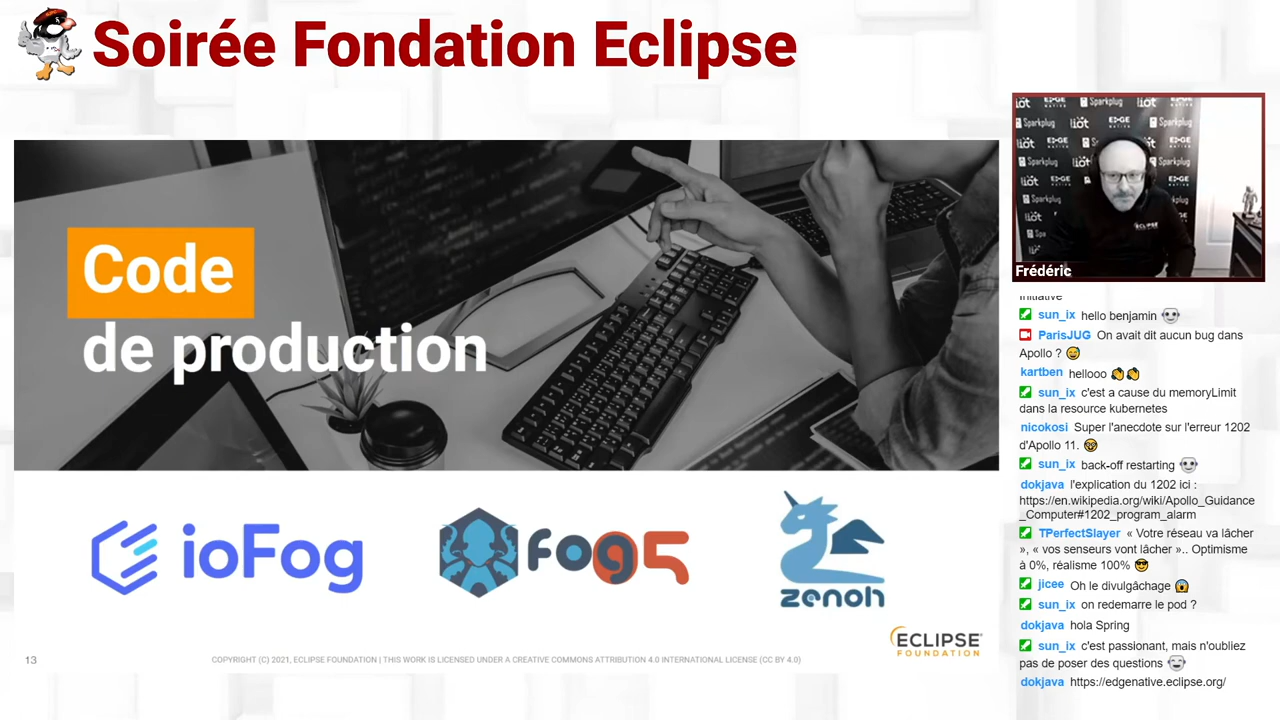 Soirée Fondation Eclipse
Code
de production
ioFog
fog05
zenoh
ECLIPSE
FOUNDATION
13
COPYRIGHT (C) 2021, ECLIPSE FOUNDATION | THIS WORK IS LICENSED UNDER A CREATIVE COMMONS ATTRIBUTION 4.0 INTERNATIONAL LICENSE (CC BY 4.0)
iot
EDGE
NATIVE
Sparkplug
ECLIPSE
Frédéric
Initiative
sun_ix hello benjamin
ParisJUG On avait dit aucun bug dans
Apollo ? 😅
kartben hellooo 👏👏
sun_ix c'est a cause du memoryLimit
dans la resource kubernetes
nicokosi Super l'anecdote sur l'erreur 1202
d'Apollo 11. 🤓
sun_ix back-off restarting
dokjava l'explication du 1202 ici :
https://en.wikipedia.org/wiki/Apollo_Guidance
_Computer#1202_program_alarm
TPerfectSlayer « Votre réseau va lâcher
», « vos senseurs vont lâcher ».. Optimisme
à 0%, réalisme 100% 😎
jicee Oh le divulgâchage 😱
sun_ix on redemarre le pod ?
dokjava hola Spring
sun_ix c'est passionant, mais n'oubliez
pas de poser des questions
dokjava https://edgenative.eclipse.org/